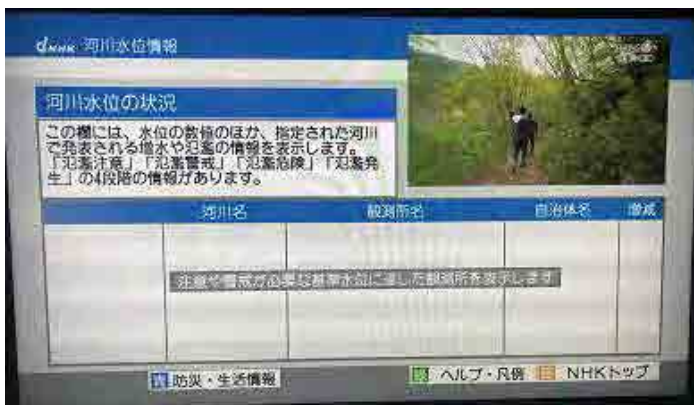 dNHK 河川水位情報
河川水位の状況
この欄には、水位の数値のほか、指定された河川
で発表される増水や氾濫の情報を表示します。
「氾濫注意」「氾濫警戒」「氾濫危険」「氾濫発
生」の4段階の情報があります。
河川名 観測所名 自治体名 増減
注意や警戒が必要な基準水位に達した観測所を表示します
青 防災・生活情報 緑 ヘルプ・凡例 黄 NHKトップ